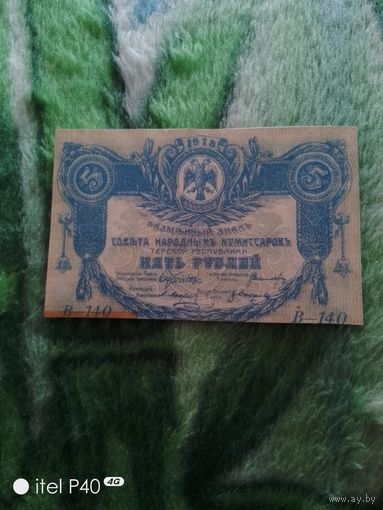 1918
5 5
РАЗМѢННЫЙ ЗНАКЪ
СОВѢТА НАРОДНЫХЪ КОМИССАРОВЪ
ТЕРСКОЙ РЕСПУБЛИКИ
ПЯТЬ РУБЛЕЙ
В—140
В—140
itel P40 4G
www.ay.by